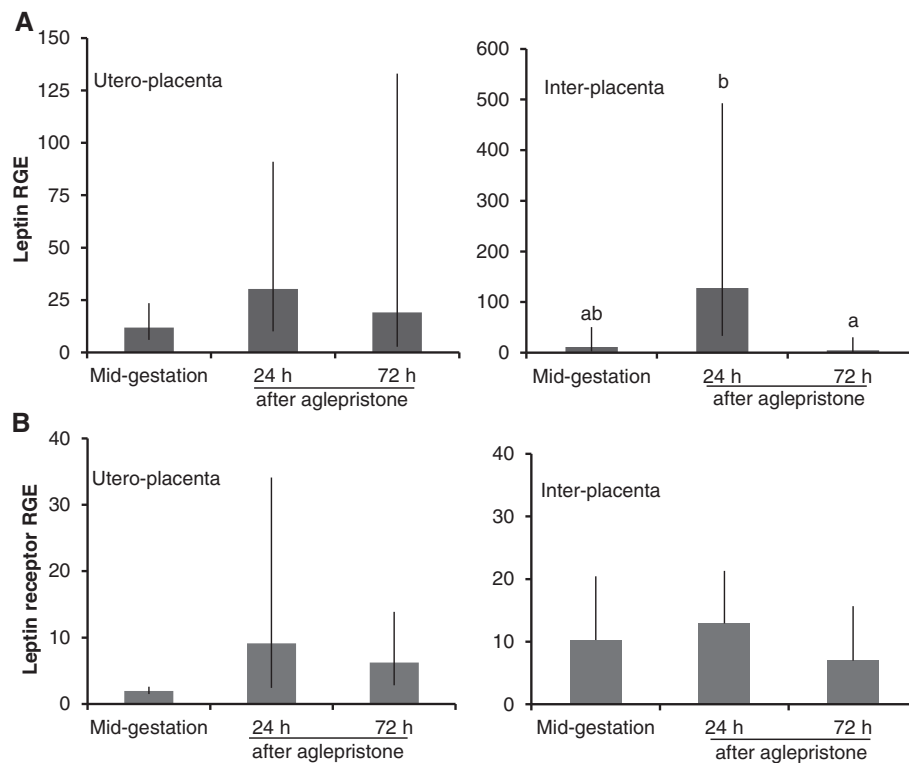 A
Leptin RGE
150
125
100
75
50
25
0
Utero-placenta
Mid-gestation
24 h
72 h
after aglepristone
600
500
400
300
200
100
0
Inter-placenta
ab
b
a
Mid-gestation
24 h
72 h
after aglepristone
B
Leptin receptor RGE
40
30
20
10
0
Utero-placenta
Mid-gestation
24 h
72 h
after aglepristone
40
30
20
10
0
Inter-placenta
Mid-gestation
24 h
72 h
after aglepristone